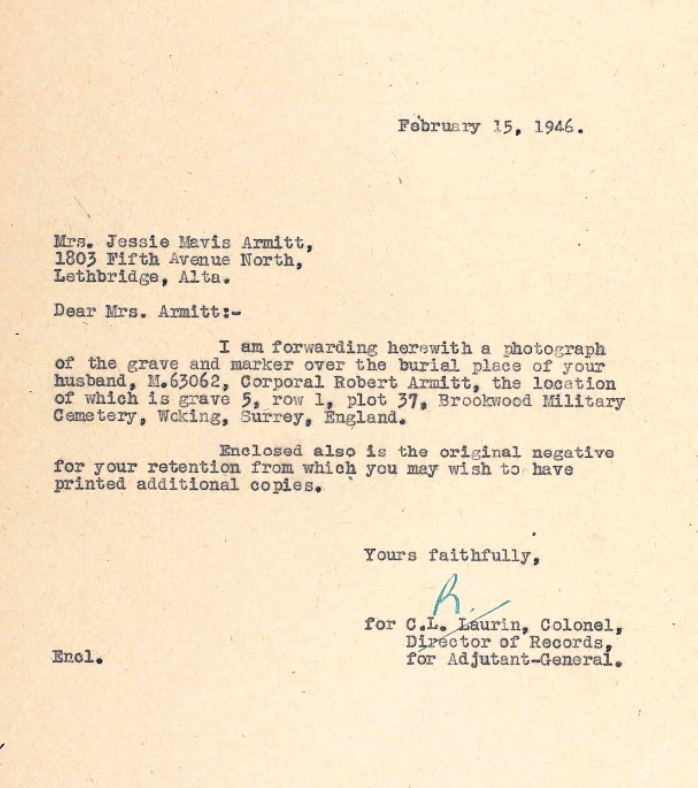 February 15, 1946.
Mrs. Jessie Mavis Armitt,
1803 Fifth Avenue North,
Lethbridge, Alta.
Dear Mrs. Armitt:-
I am forwarding herewith a photograph
of the grave and marker over the burial place of your
husband, M.63062, Corporal Robert Armitt, the location
of which is grave 5, row 1, plot 37, Brookwood Military
Cemetery, Woking, Surrey, England.
Enclosed also is the original negative
for your retention from which you may wish to have
printed additional copies.
Yours faithfully,
R.
for C.L. Laurin, Colonel,
Director of Records,
for Adjutant-General.
Encl.